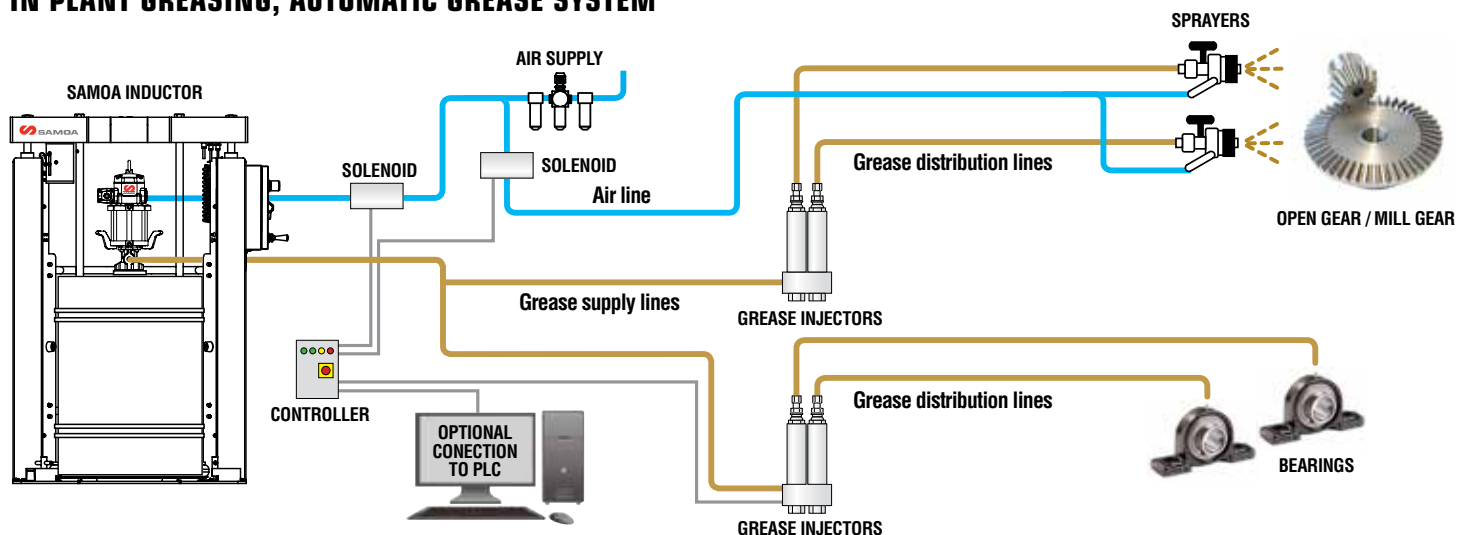 IN PLANT GREASING, AUTOMATIC GREASE SYSTEM
SPRAYERS
AIR SUPPLY
SAMOA INDUCTOR
SAMOA
SOLENOID
SOLENOID
Air line
Grease distribution lines
OPEN GEAR / MILL GEAR
Grease supply lines
GREASE INJECTORS
CONTROLLER
OPTIONAL
CONECTION
TO PLC
Grease distribution lines
BEARINGS
GREASE INJECTORS